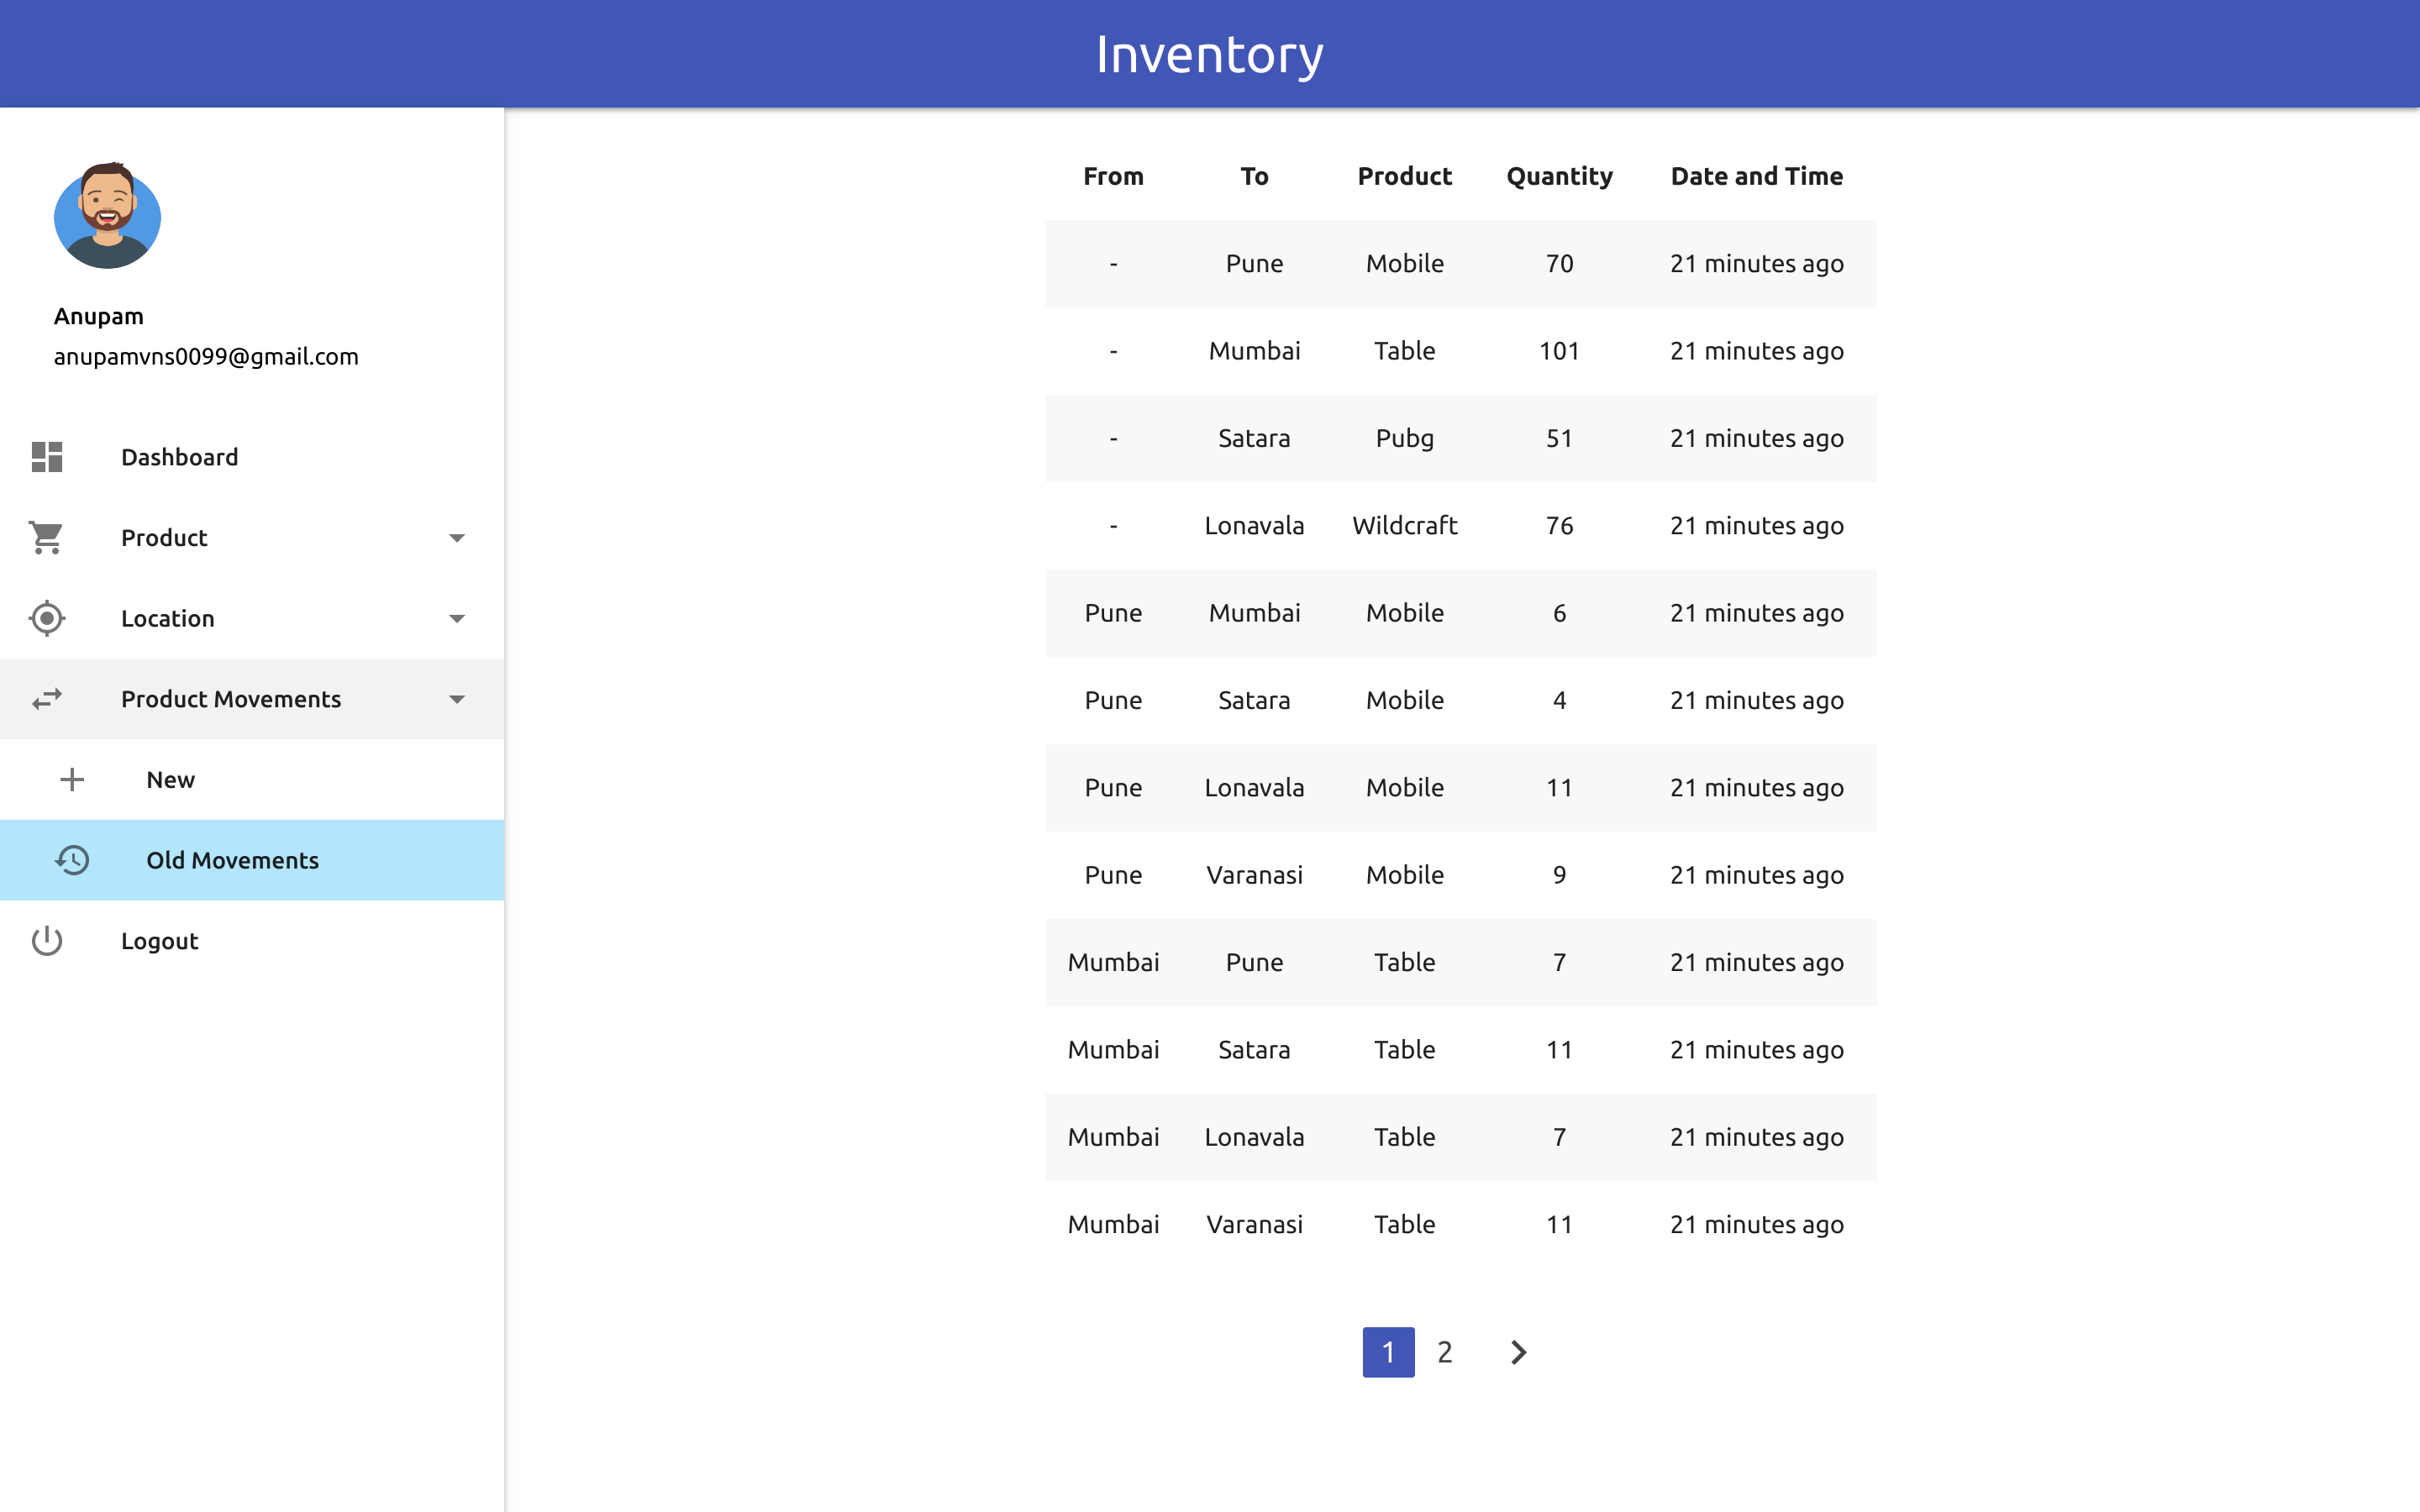 Inventory
Anupam
anupamvns0099@gmail.com
Dashboard
Product
Location
Product Movements
New
Old Movements
Logout
From To Product Quantity Date and Time
- Pune Mobile 70 21 minutes ago
- Mumbai Table 101 21 minutes ago
- Satara Pubg 51 21 minutes ago
- Lonavala Wildcraft 76 21 minutes ago
Pune Mumbai Mobile 6 21 minutes ago
Pune Satara Mobile 4 21 minutes ago
Pune Lonavala Mobile 11 21 minutes ago
Pune Varanasi Mobile 9 21 minutes ago
Mumbai Pune Table 7 21 minutes ago
Mumbai Satara Table 11 21 minutes ago
Mumbai Lonavala Table 7 21 minutes ago
Mumbai Varanasi Table 11 21 minutes ago
1 2